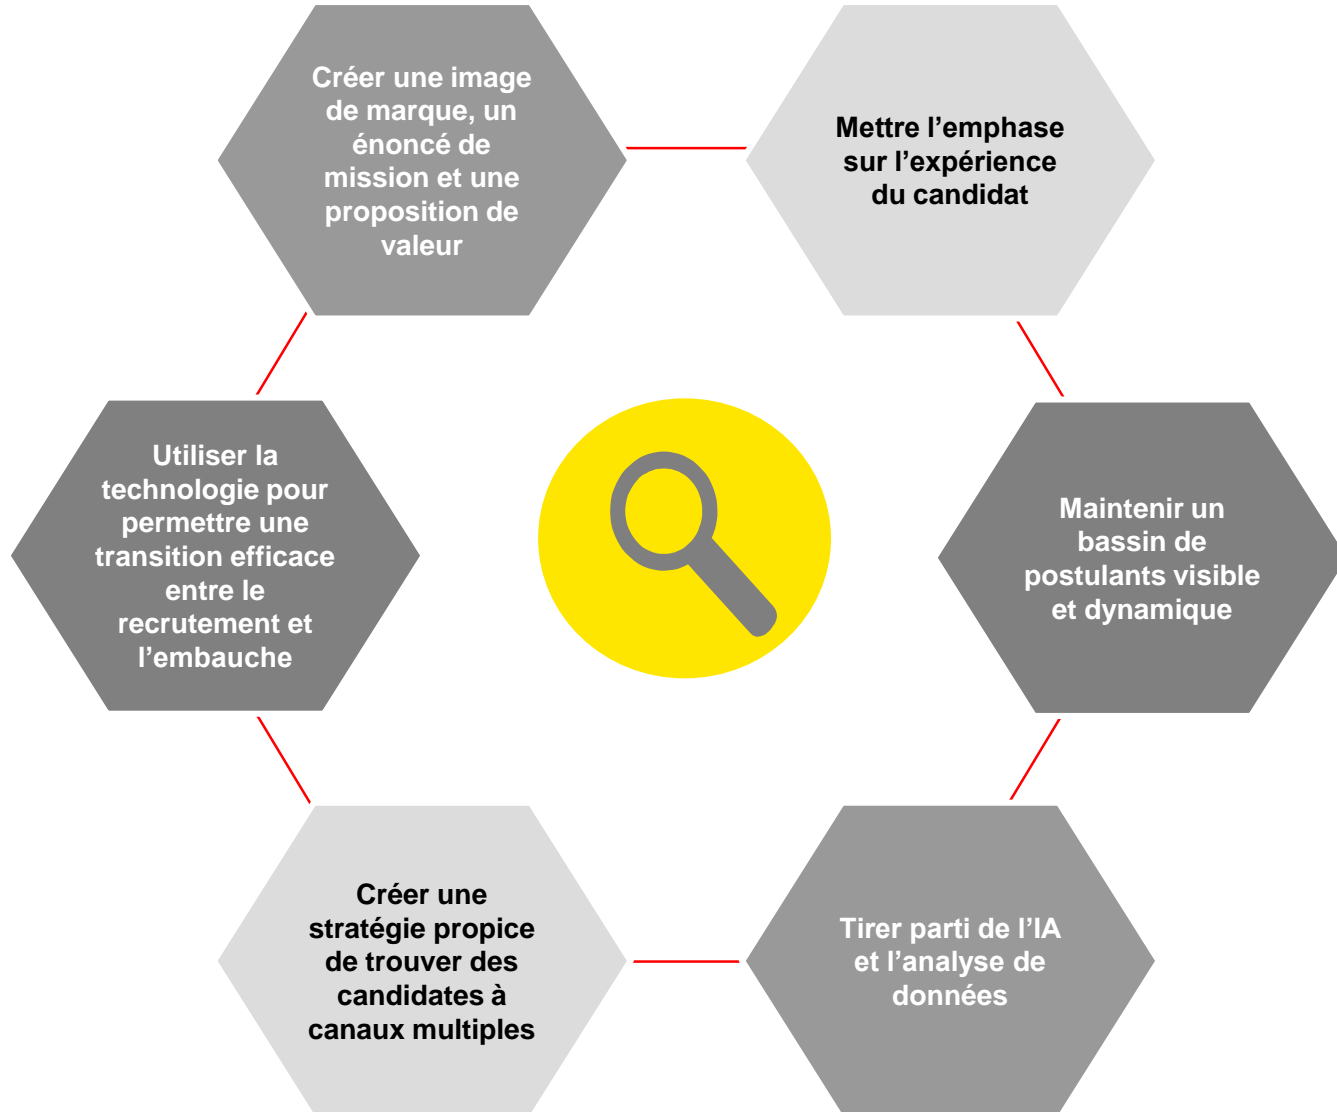 Créer une image
de marque, un
énoncé de
mission et une
proposition de
valeur
Mettre l’emphase
sur l’expérience
du candidat
Utiliser la
technologie pour
permettre une
transition efficace
entre le
recrutement et
l’embauche
Maintenir un
bassin de
postulants visible
et dynamique
Créer une
stratégie propice
de trouver des
candidates à
canaux multiples
Tirer parti de l’IA
et l’analyse de
données